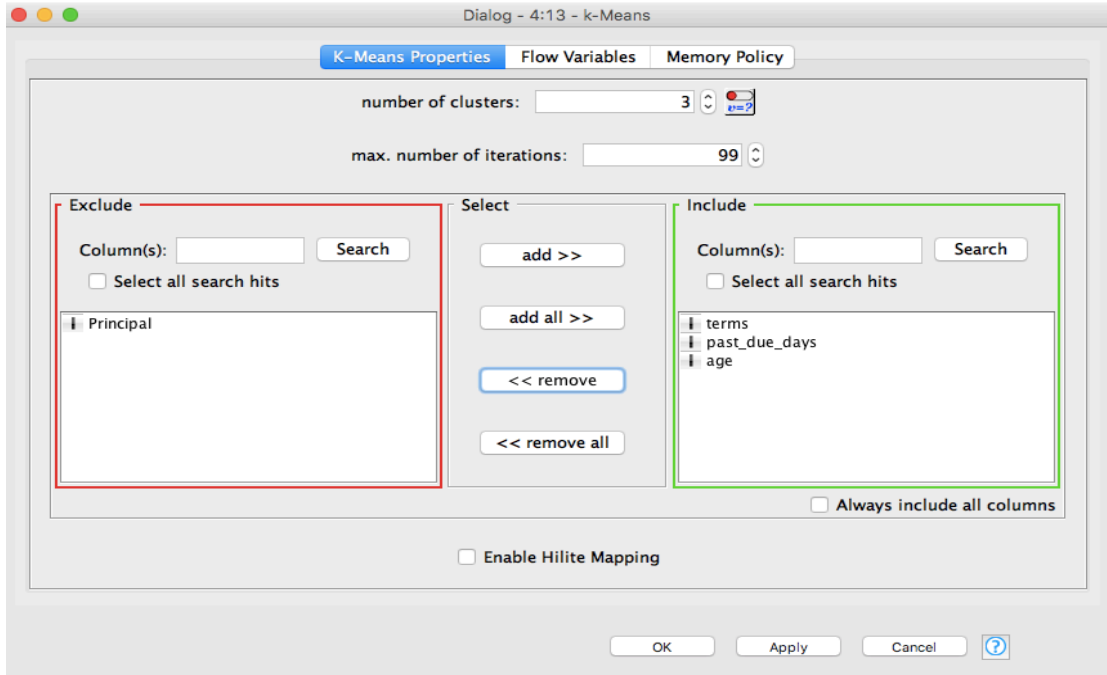 Dialog - 4:13 - k-Means
K-Means Properties Flow Variables Memory Policy
number of clusters: 3 v=?
max. number of iterations: 99
Exclude Select Include
Column(s): Search add >> Column(s): Search
Select all search hits Select all search hits
Principal add all >> terms
past_due_days
age
<< remove
<< remove all
Always include all columns
Enable Hilite Mapping
OK Apply Cancel ?